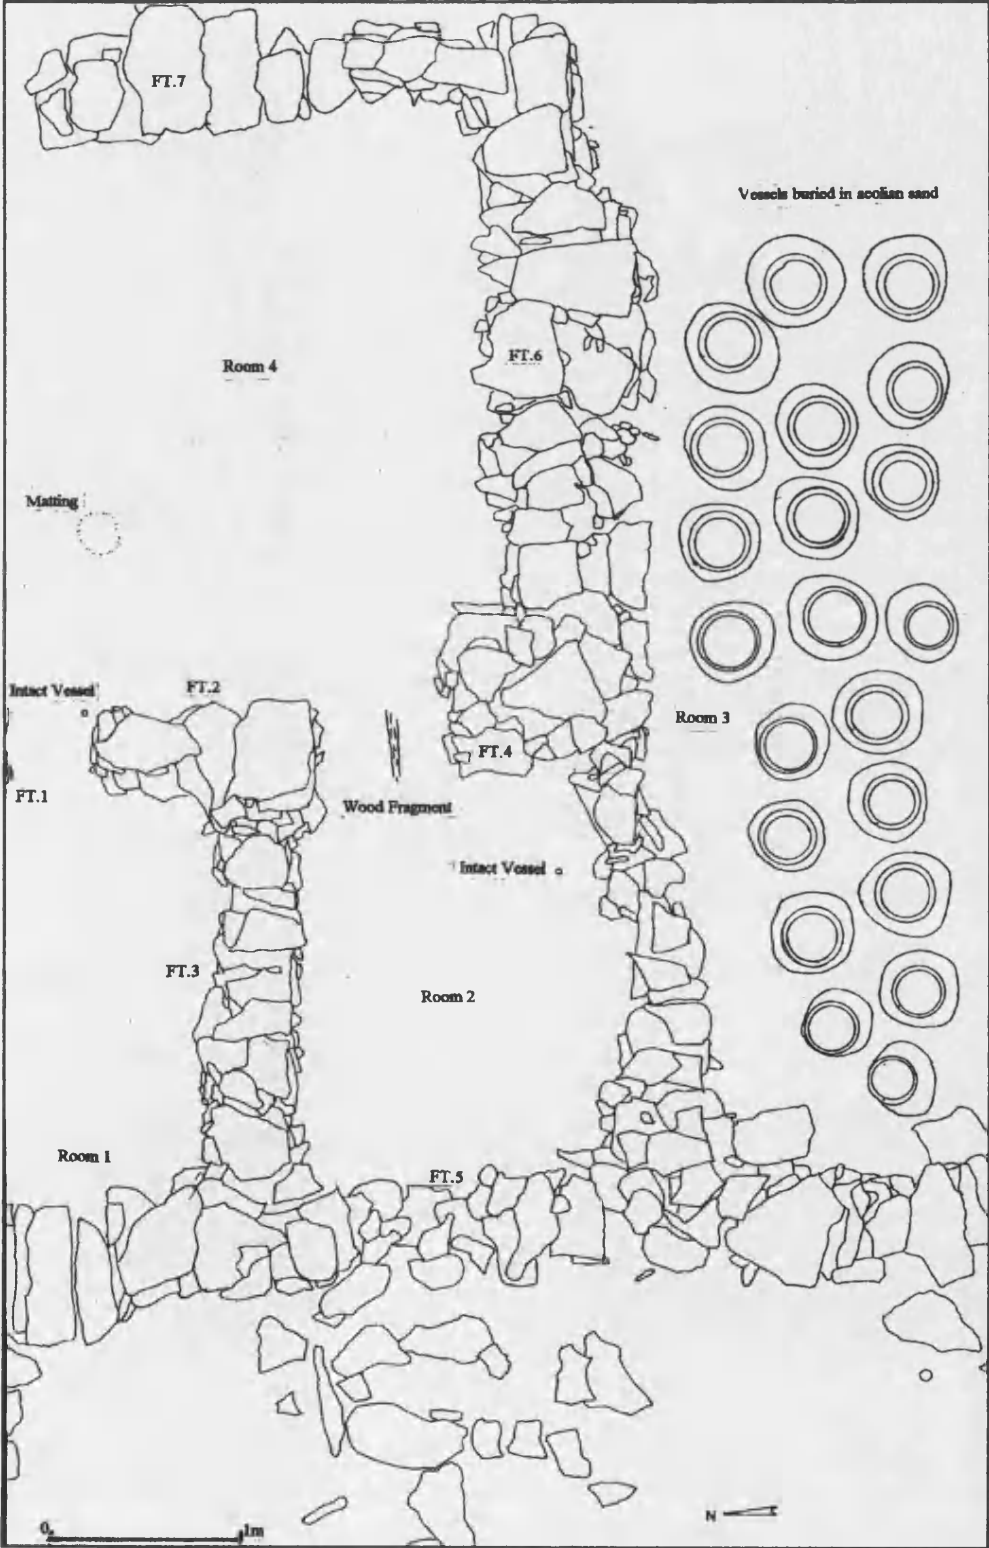 FT.7
Vessels buried in aeolian sand
Room 4
FT.6
Matting
Intact Vessel
FT.2
Room 3
FT.4
FT.1
Wood Fragment
Intact Vessel
FT.3
Room 2
Room 1
FT.5
0
1m
N